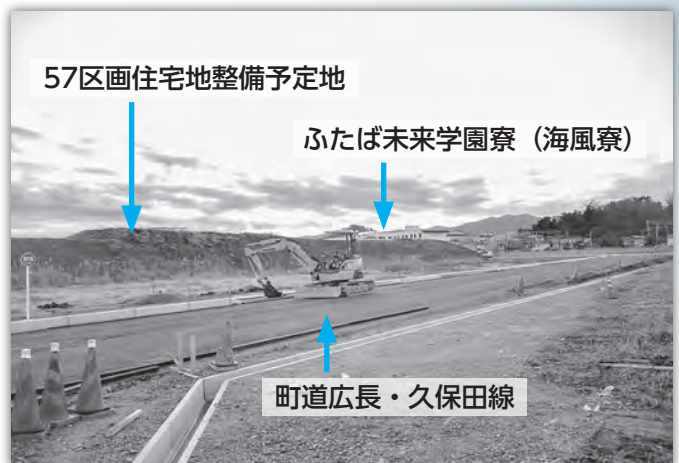 57区画住宅地整備予定地
ふたば未来学園寮（海風寮）
町道広長・久保田線